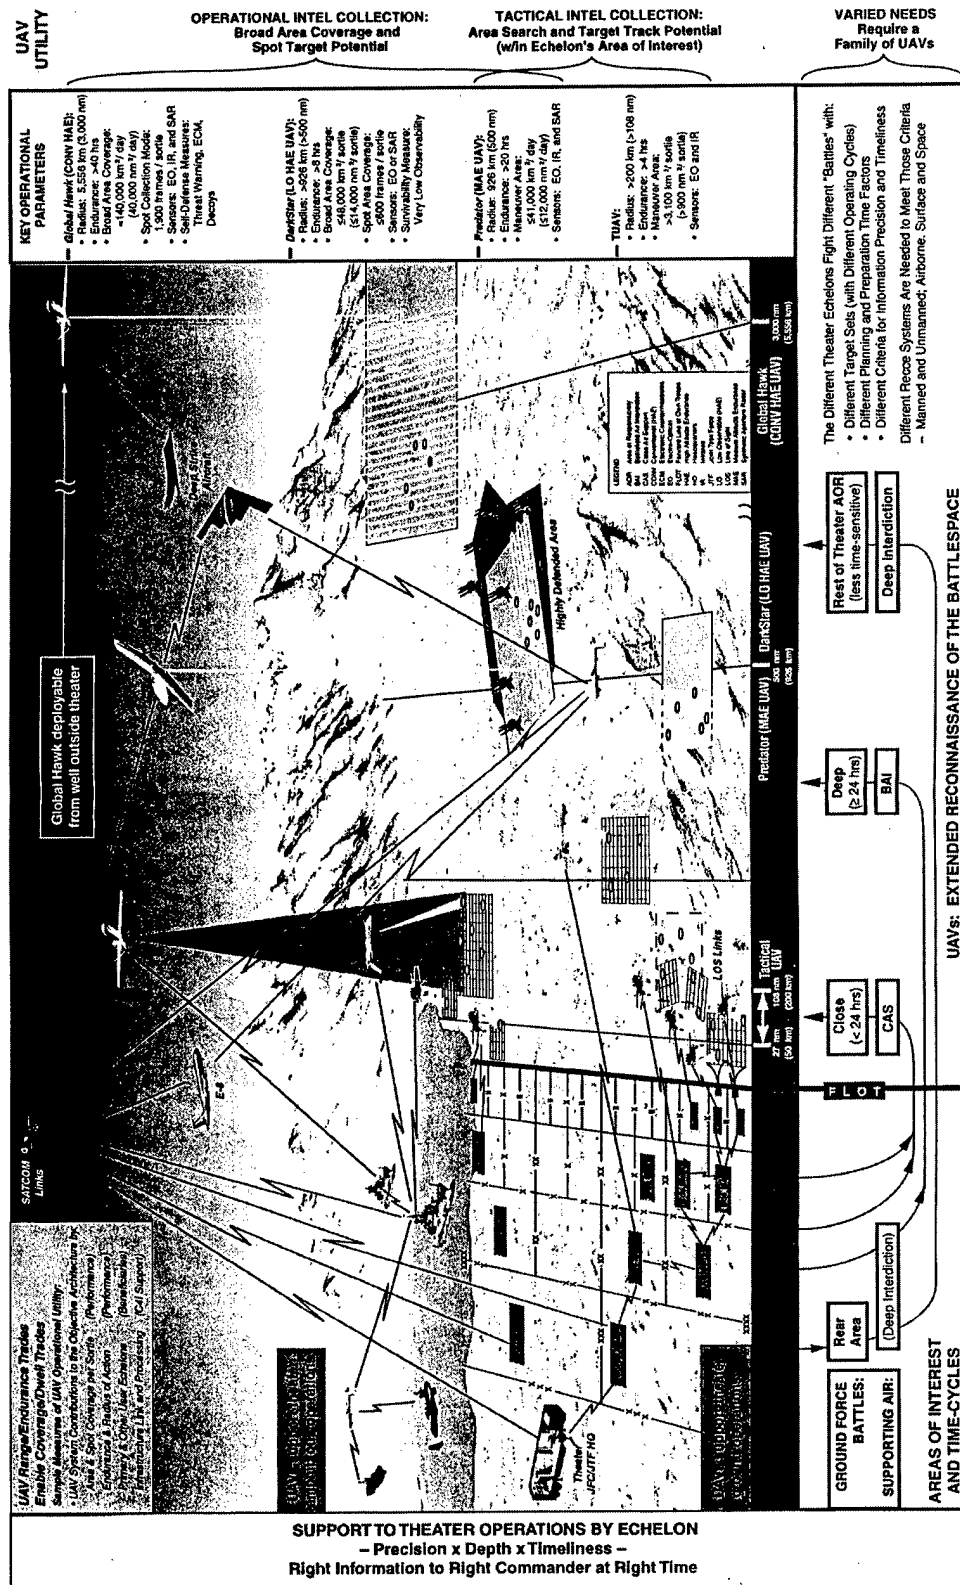 UAV
UTILITY
OPERATIONAL INTEL COLLECTION:
Broad Area Coverage and
Spot Target Potential
TACTICAL INTEL COLLECTION:
Area Search and Target Track Potential
(w/in Echelon's Area of Interest)
VARIED NEEDS
Require a
Family of UAVs
KEY OPERATIONAL
PARAMETERS
Global Hawk (CONV HAE):
• Radius: 5,556 km (3,000 nm)
• Endurance: >40 hrs
• Broad Area Coverage:
~140,000 km²/ day
(40,000 nm²/ day)
• Spot Collection Mode:
1,900 frames / sortie
• Sensors: EO, IR, and SAR
• Self-Defense Measures:
Threat Warning, ECM,
Decoys
DarkStar (LO HAE UAV):
• Radius: >926 km (>500 nm)
• Endurance: >8 hrs
• Broad Area Coverage:
≤48,000 km²/ sortie
(≤14,000 nm²/ sortie)
• Spot Area Coverage:
≤600 frames / sortie
• Sensors: EO or SAR
• Survivability Measure:
Very Low Observability
Predator (MAE UAV):
• Radius: 926 km (500 nm)
• Endurance: >20 hrs
• Maneuver Area:
≤41,000 km²/ day
(≤12,000 nm²/ day)
• Sensors: EO, IR, and SAR
TUAV:
• Radius: >200 km (>108 nm)
• Endurance: >4 hrs
• Maneuver Area:
>3,100 km²/ sortie
(>900 nm²/ sortie)
• Sensors: EO and IR
The Different Theater Echelons Fight Different "Battles" with:
• Different Target Sets (with Different Operating Cycles)
• Different Planning and Preparation Time Factors
• Different Criteria for Information Precision and Timeliness
Different Recce Systems Are Needed to Meet Those Criteria
– Manned and Unmanned; Airborne, Surface and Space
Global Hawk deployable
from well outside theater
SATCOM
Links
E-8
Highly Defended Area
LOS Links
LEGEND
Theater
JFC/JTF HQ
UAV Range/Endurance Trades
Enable Coverage/Dwell Trades
Some Measures of UAV Operational Utility:
Tactical
UAV
27 nm
(50 km)
108 nm
(200 km)
Predator (MAE UAV)
500 nm
(926 km)
DarkStar (LO HAE UAV)
Global Hawk
(CONV HAE UAV)
3,000 nm
(5,556 km)
FLOT
GROUND FORCE
BATTLES:
Rear
Area
Close
(< 24 hrs)
Deep
(≥ 24 hrs)
Rest of Theater AOR
(less time-sensitive)
SUPPORTING AIR:
(Deep Interdiction)
CAS
BAI
Deep Interdiction
AREAS OF INTEREST
AND TIME-CYCLES
UAVs: EXTENDED RECONNAISSANCE OF THE BATTLESPACE
SUPPORT TO THEATER OPERATIONS BY ECHELON
– Precision x Depth x Timeliness –
Right Information to Right Commander at Right Time